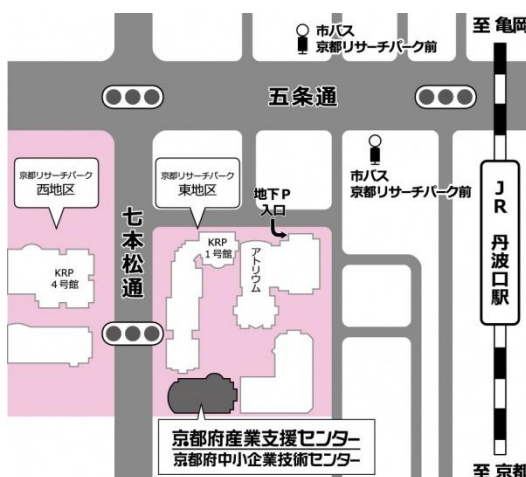 至 亀岡
市バス
京都リサーチパーク前
五条通
市バス
京都リサーチパーク前
京都リサーチパーク
西地区
京都リサーチパーク
東地区
地下P
入口
JR 丹波口駅
七本松通
KRP
1号館
アトリウム
KRP
4号館
京都府産業支援センター
京都府中小企業技術センター
至 京都